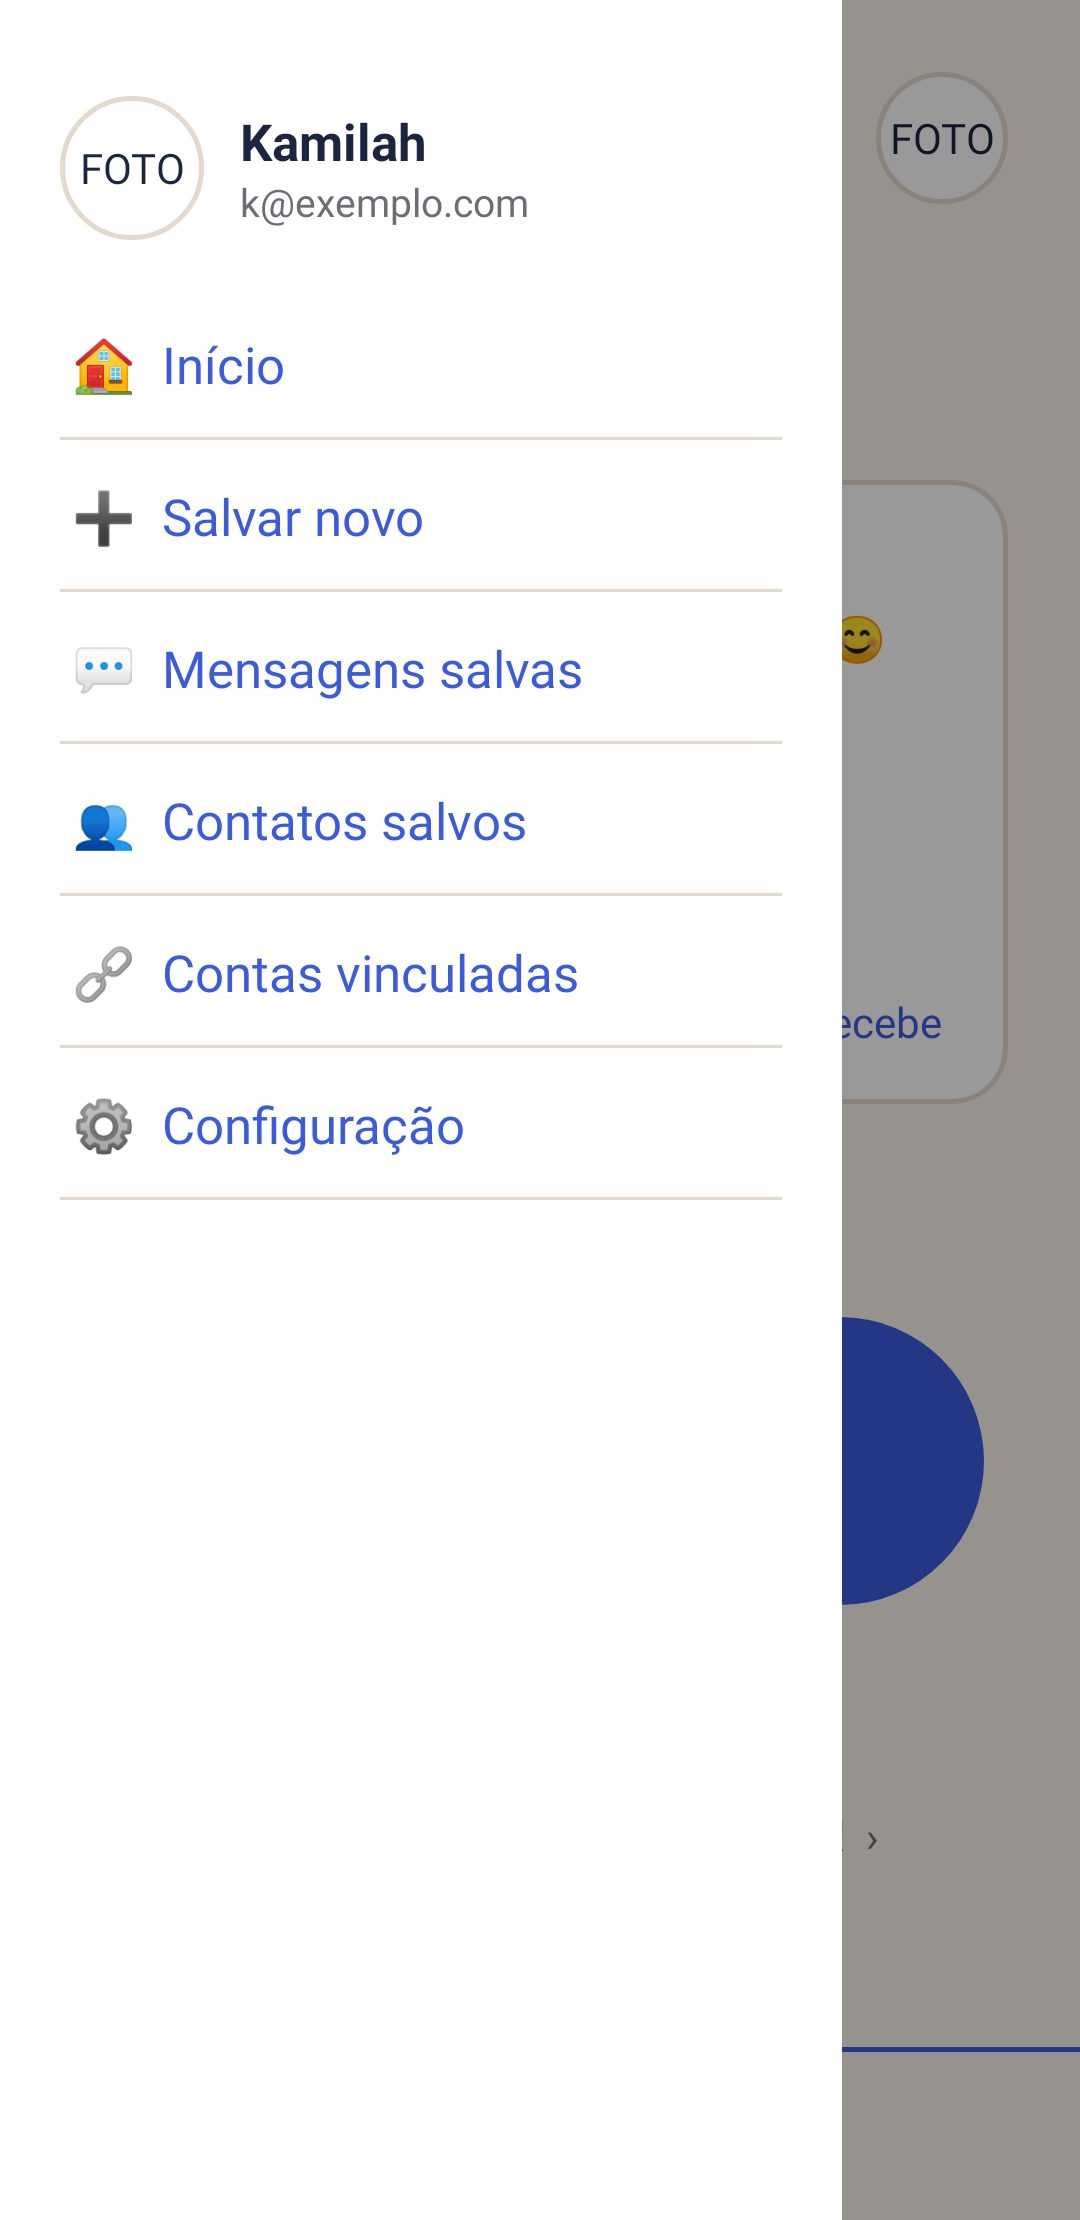 FOTO
Kamilah
k@exemplo.com
FOTO
Início
Salvar novo
Mensagens salvas
Contatos salvos
Contas vinculadas
ecebe
Configuração
›